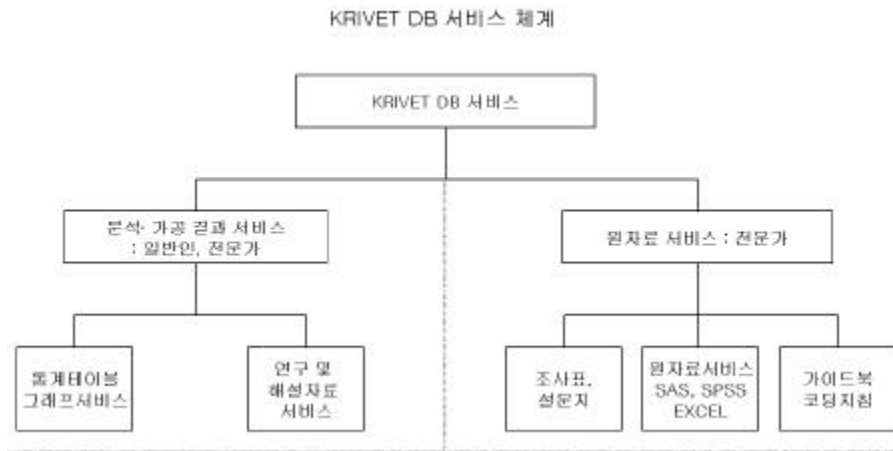 KRIVET DB 서비스 체계
KRIVET DB 서비스
분석· 가공 결과 서비스
: 일반인, 전문가
원자료 서비스 : 전문가
통계테이블
그래프서비스
연구 및
해설자료
서비스
조사표,
설문지
원자료서비스
SAS, SPSS
EXCEL
가이드북
코딩지침